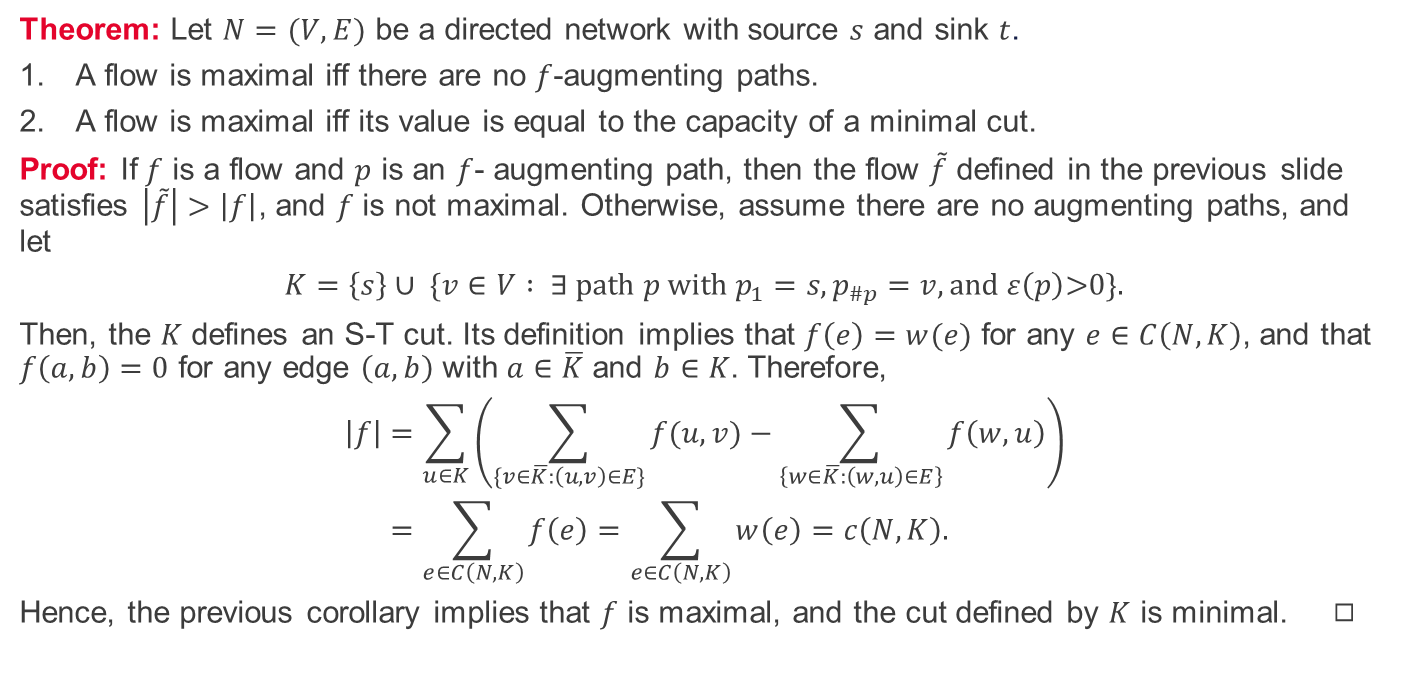 Theorem: Let N = (V, E) be a directed network with source s and sink t.
1. A flow is maximal iff there are no f-augmenting paths.
2. A flow is maximal iff its value is equal to the capacity of a minimal cut.
Proof: If f is a flow and p is an f- augmenting path, then the flow f̃ defined in the previous slide
satisfies |f̃| > |f|, and f is not maximal. Otherwise, assume there are no augmenting paths, and
let
K = {s} ∪ {v ∈ V : ∃ path p with p₁ = s, p_{#p} = v, and ε(p)>0}.
Then, the K defines an S-T cut. Its definition implies that f(e) = w(e) for any e ∈ C(N, K), and that
f(a, b) = 0 for any edge (a, b) with a ∈ K̅ and b ∈ K. Therefore,
|f| = ∑_{u∈K} ( ∑_{{v∈K̅:(u,v)∈E}} f(u, v) − ∑_{{w∈K̅:(w,u)∈E}} f(w, u) )
= ∑_{e∈C(N,K)} f(e) = ∑_{e∈C(N,K)} w(e) = c(N, K).
Hence, the previous corollary implies that f is maximal, and the cut defined by K is minimal. □